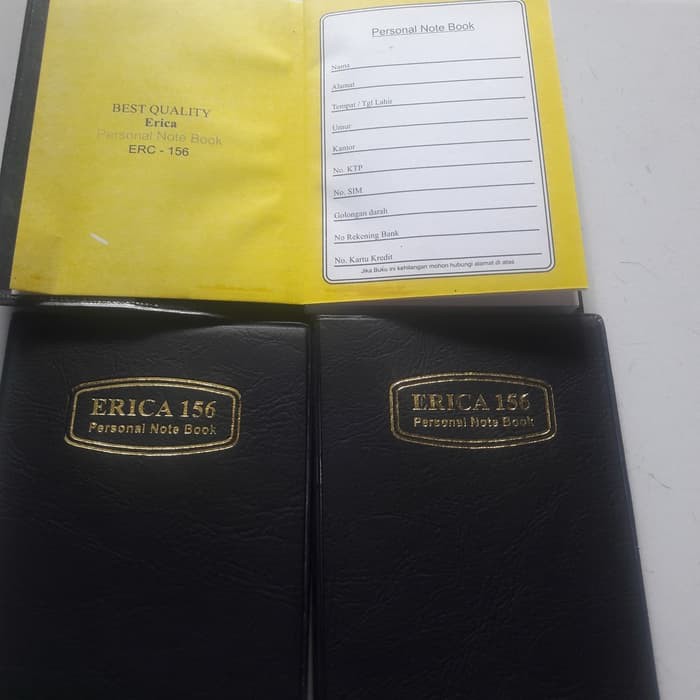 BEST QUALITY
Erica
Personal Note Book
ERC - 156
Personal Note Book
Nama
Alamat
Tempat / Tgl Lahir
Umur
Kantor
No. KTP
No. SIM
Golongan darah
No Rekening Bank
No. Kartu Kredit
Jika Buku ini kehilangan mohon hubungi alamat di atas
ERICA 156
Personal Note Book
ERICA 156
Personal Note Book